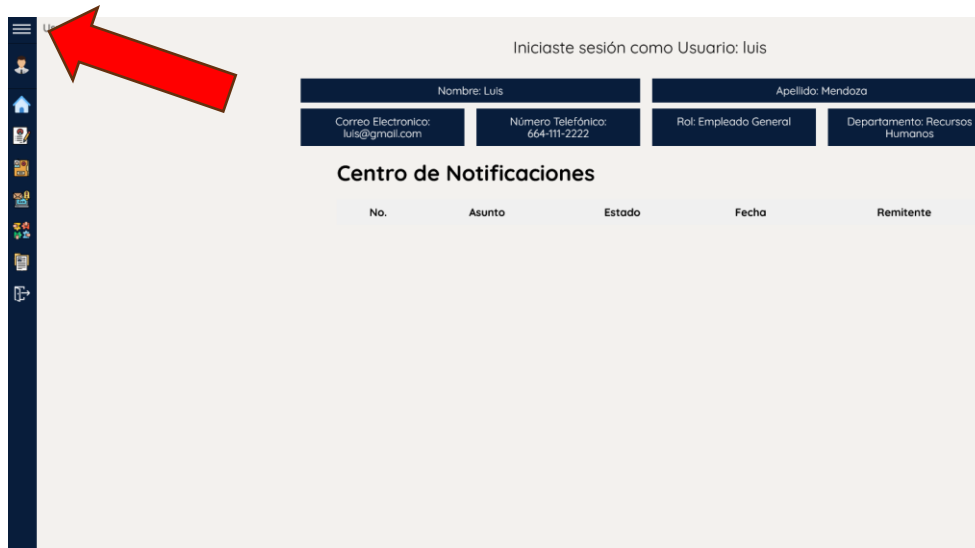 Iniciaste sesión como Usuario: luis
Nombre: Luis
Apellido: Mendoza
Correo Electronico:
luis@gmail.com
Número Telefónico:
664-111-2222
Rol: Empleado General
Departamento: Recursos
Humanos
Centro de Notificaciones
No. Asunto Estado Fecha Remitente